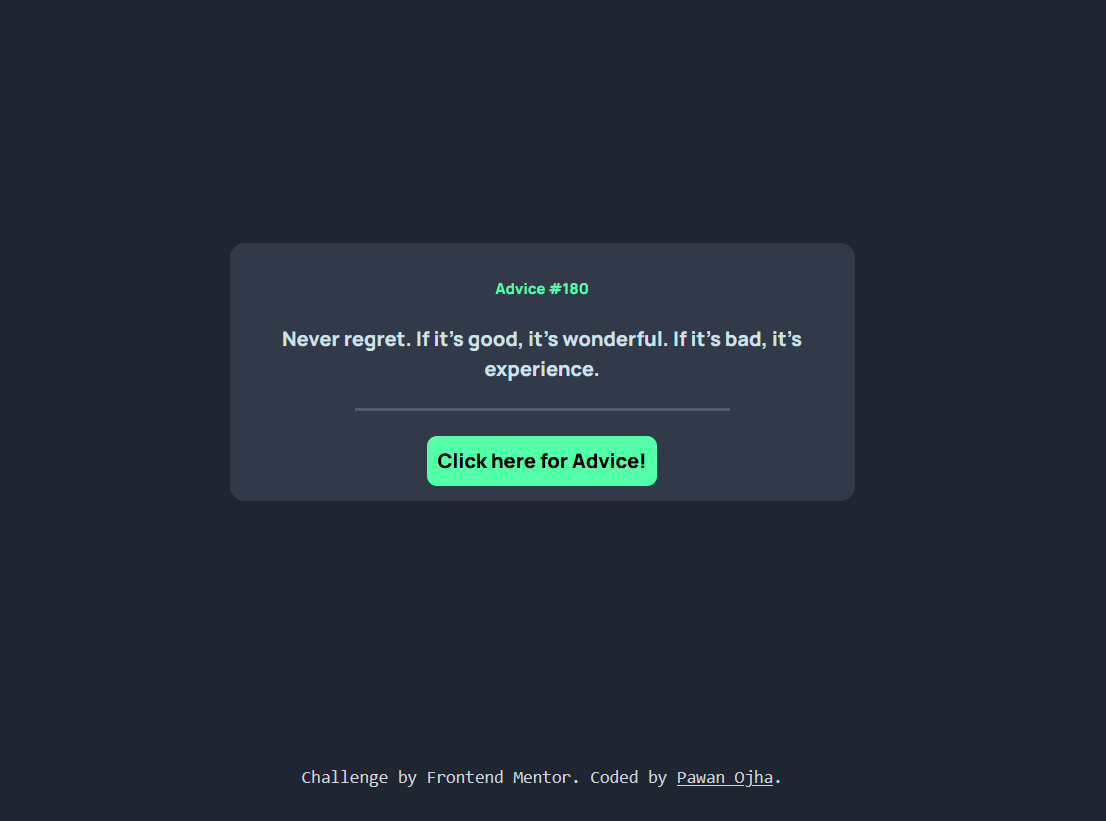 Advice #180
Never regret. If it's good, it's wonderful. If it's bad, it's
experience.
Click here for Advice!
Challenge by Frontend Mentor. Coded by Pawan Ojha.